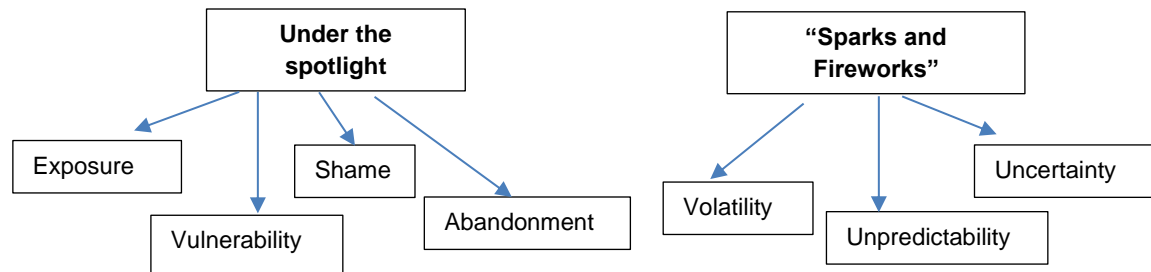 Under the
spotlight
“Sparks and
Fireworks”
Exposure
Shame
Uncertainty
Volatility
Abandonment
Vulnerability
Unpredictability